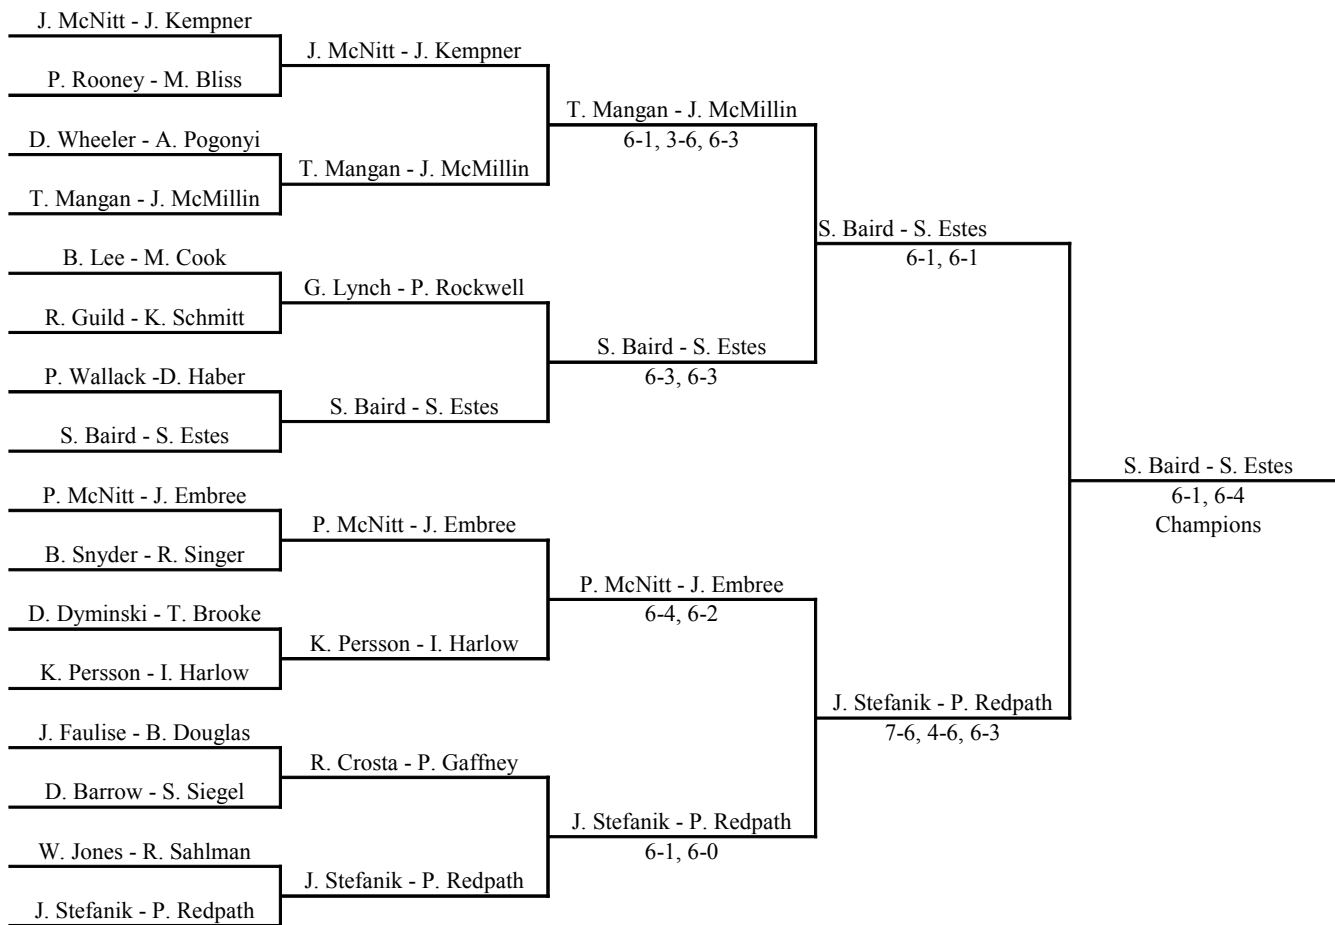 J. McNitt - J. Kempner
P. Rooney - M. Bliss
D. Wheeler - A. Pogonyi
T. Mangan - J. McMillin
B. Lee - M. Cook
R. Guild - K. Schmitt
P. Wallack -D. Haber
S. Baird - S. Estes
P. McNitt - J. Embree
B. Snyder - R. Singer
D. Dyminski - T. Brooke
K. Persson - I. Harlow
J. Faulise - B. Douglas
D. Barrow - S. Siegel
W. Jones - R. Sahlman
J. Stefanik - P. Redpath
J. McNitt - J. Kempner
T. Mangan - J. McMillin
G. Lynch - P. Rockwell
S. Baird - S. Estes
P. McNitt - J. Embree
K. Persson - I. Harlow
R. Crosta - P. Gaffney
J. Stefanik - P. Redpath
T. Mangan - J. McMillin
6-1, 3-6, 6-3
S. Baird - S. Estes
6-3, 6-3
P. McNitt - J. Embree
6-4, 6-2
J. Stefanik - P. Redpath
6-1, 6-0
S. Baird - S. Estes
6-1, 6-1
J. Stefanik - P. Redpath
7-6, 4-6, 6-3
S. Baird - S. Estes
6-1, 6-4
Champions